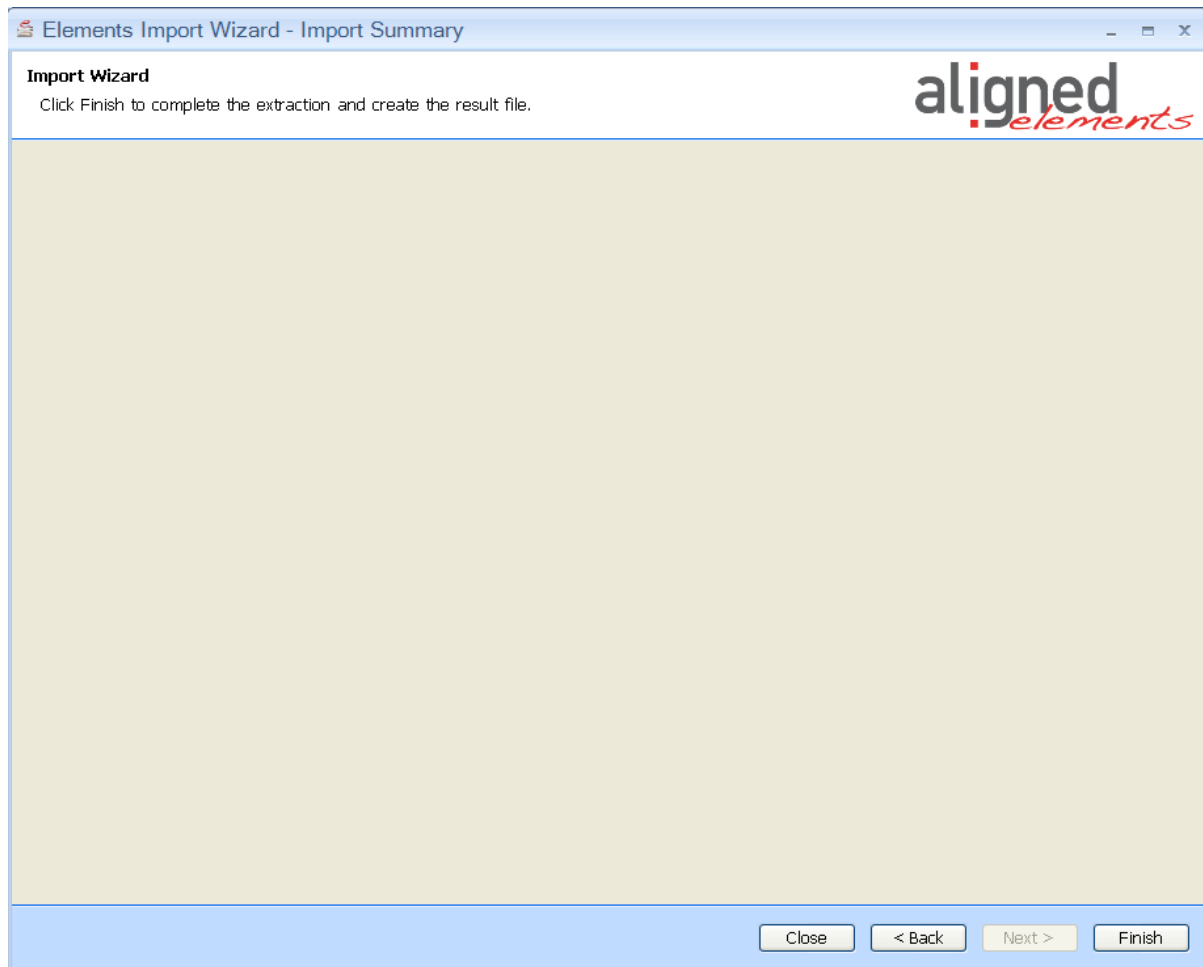 Elements Import Wizard - Import Summary
Import Wizard
Click Finish to complete the extraction and create the result file.
aligned
elements
Close
< Back
Next >
Finish